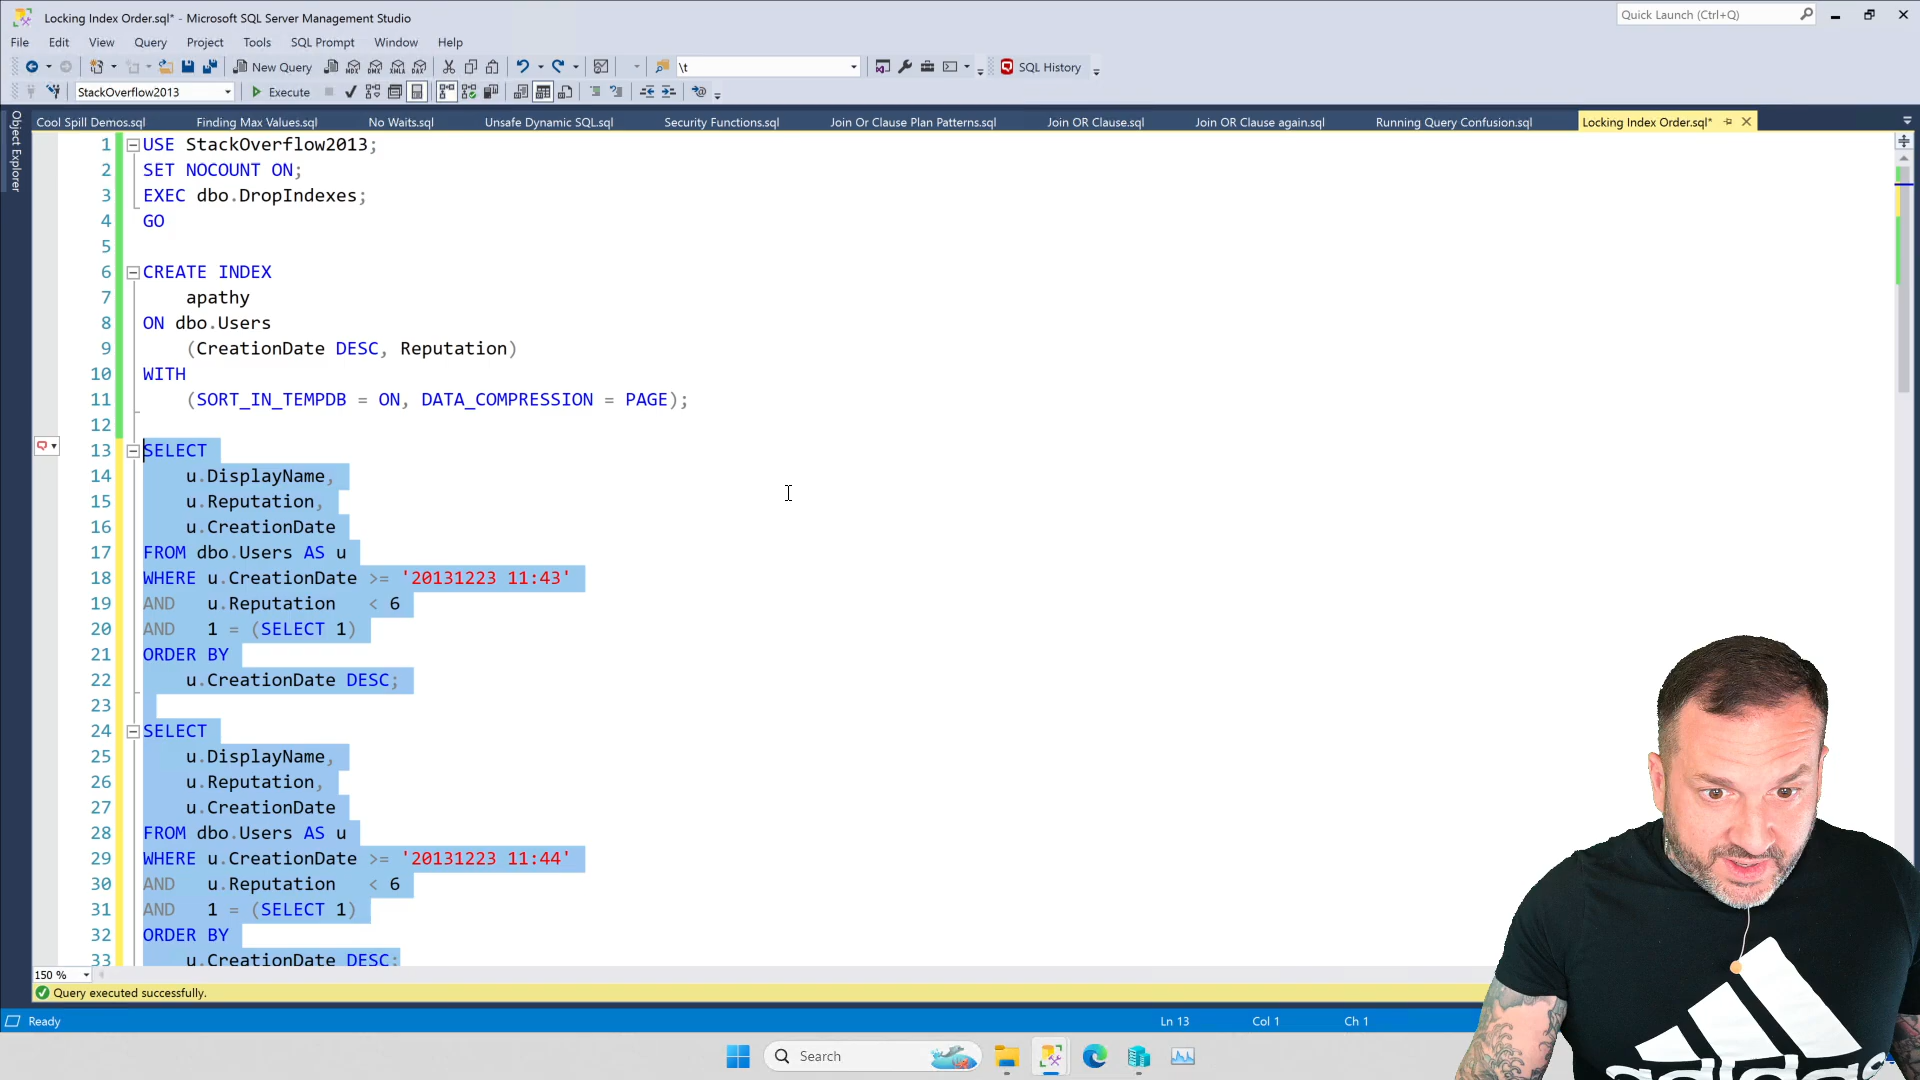 Locking Index Order.sql* - Microsoft SQL Server Management Studio
Quick Launch (Ctrl+Q)
File Edit View Query Project Tools SQL Prompt Window Help
New Query
MDX DMX XMLA DAX
\t
SQL History
StackOverflow2013
Execute
Cool Spill Demos.sql
Finding Max Values.sql
No Waits.sql
Unsafe Dynamic SQL.sql
Security Functions.sql
Join Or Clause Plan Patterns.sql
Join OR Clause.sql
Join OR Clause again.sql
Running Query Confusion.sql
Locking Index Order.sql*
Object Explorer
1 USE StackOverflow2013;
2 SET NOCOUNT ON;
3 EXEC dbo.DropIndexes;
4 GO
5
6 CREATE INDEX
7 apathy
8 ON dbo.Users
9 (CreationDate DESC, Reputation)
10 WITH
11 (SORT_IN_TEMPDB = ON, DATA_COMPRESSION = PAGE);
12
13 SELECT
14 u.DisplayName,
15 u.Reputation,
16 u.CreationDate
17 FROM dbo.Users AS u
18 WHERE u.CreationDate >= '20131223 11:43'
19 AND u.Reputation < 6
20 AND 1 = (SELECT 1)
21 ORDER BY
22 u.CreationDate DESC;
23
24 SELECT
25 u.DisplayName,
26 u.Reputation,
27 u.CreationDate
28 FROM dbo.Users AS u
29 WHERE u.CreationDate >= '20131223 11:44'
30 AND u.Reputation < 6
31 AND 1 = (SELECT 1)
32 ORDER BY
33 u.CreationDate DESC;
150 %
Query executed successfully.
Ready
Ln 13
Col 1
Ch 1
Search
adidas